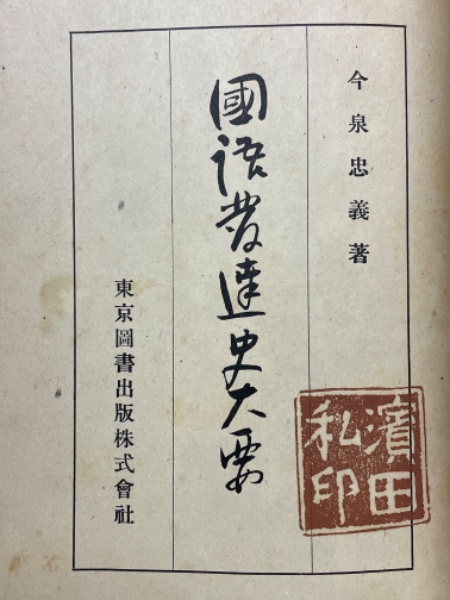 今泉忠義著
國語發達史大要
東京圖書出版株式會社
濱田
私印